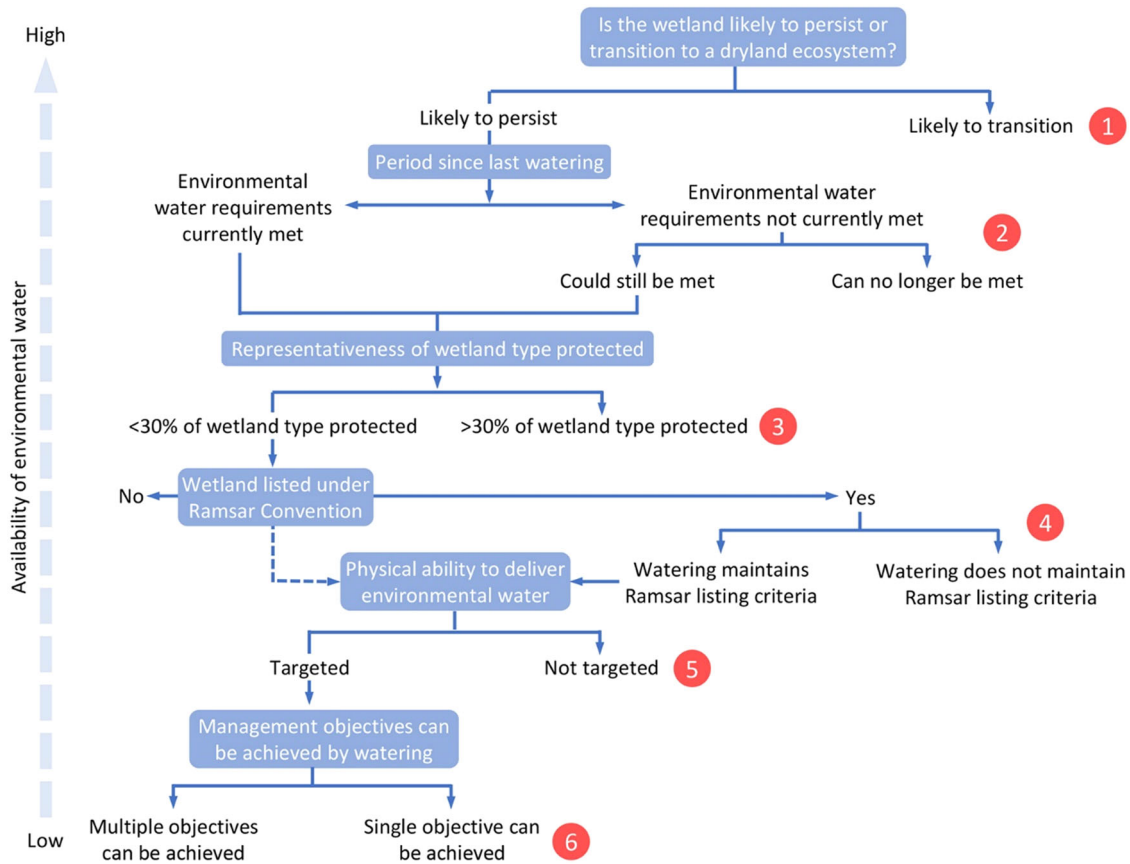 High
Is the wetland likely to persist or
transition to a dryland ecosystem?
Likely to persist
Likely to transition
1
Period since last watering
Environmental
water requirements
currently met
Environmental water
requirements not currently met
2
Could still be met
Can no longer be met
Availability of environmental water
Representativeness of wetland type protected
<30% of wetland type protected
>30% of wetland type protected
3
No
Wetland listed under
Ramsar Convention
Yes
4
Physical ability to deliver
environmental water
Watering maintains
Ramsar listing criteria
Watering does not maintain
Ramsar listing criteria
Targeted
Not targeted
5
Management objectives can
be achieved by watering
Low
Multiple objectives
can be achieved
Single objective can
be achieved
6